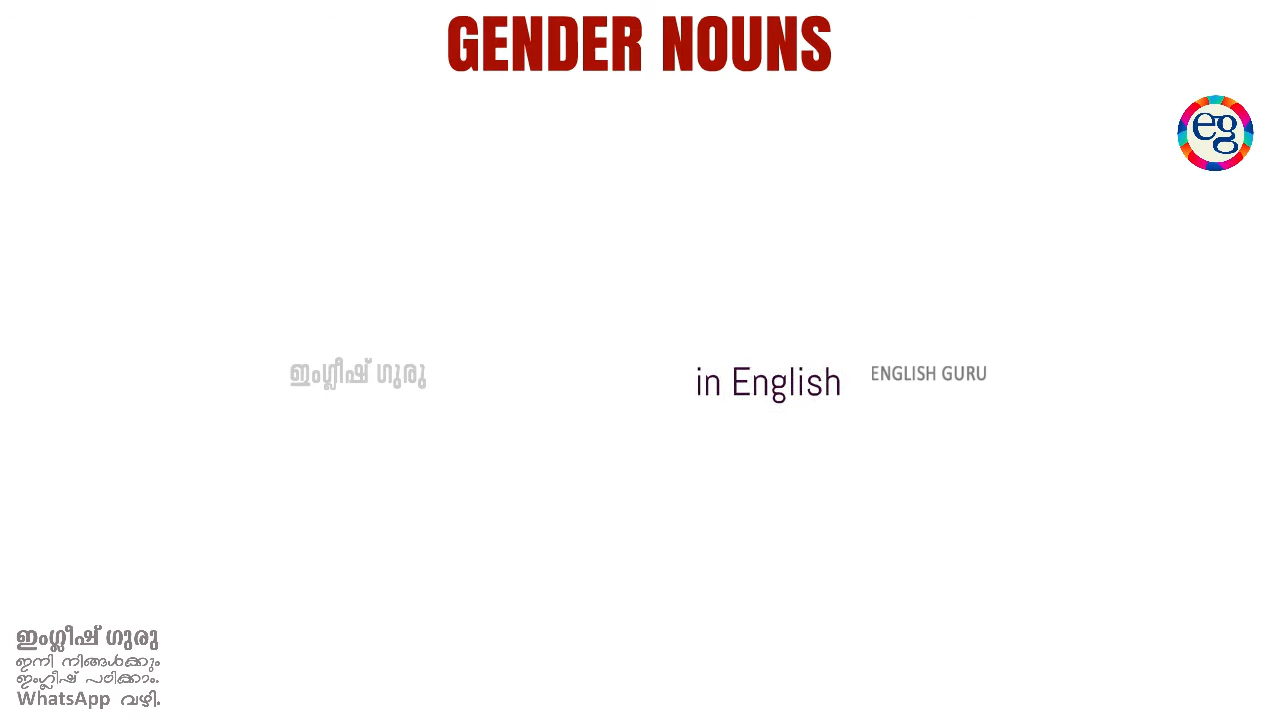 GENDER NOUNS
eg
ഇംഗ്ലീഷ് ഗുരു
in English
ENGLISH GURU
ഇംഗ്ലീഷ് ഗുരു
ഇനി നിങ്ങൾക്കും
ഇംഗ്ലീഷ് പഠിക്കാം.
WhatsApp വഴി.